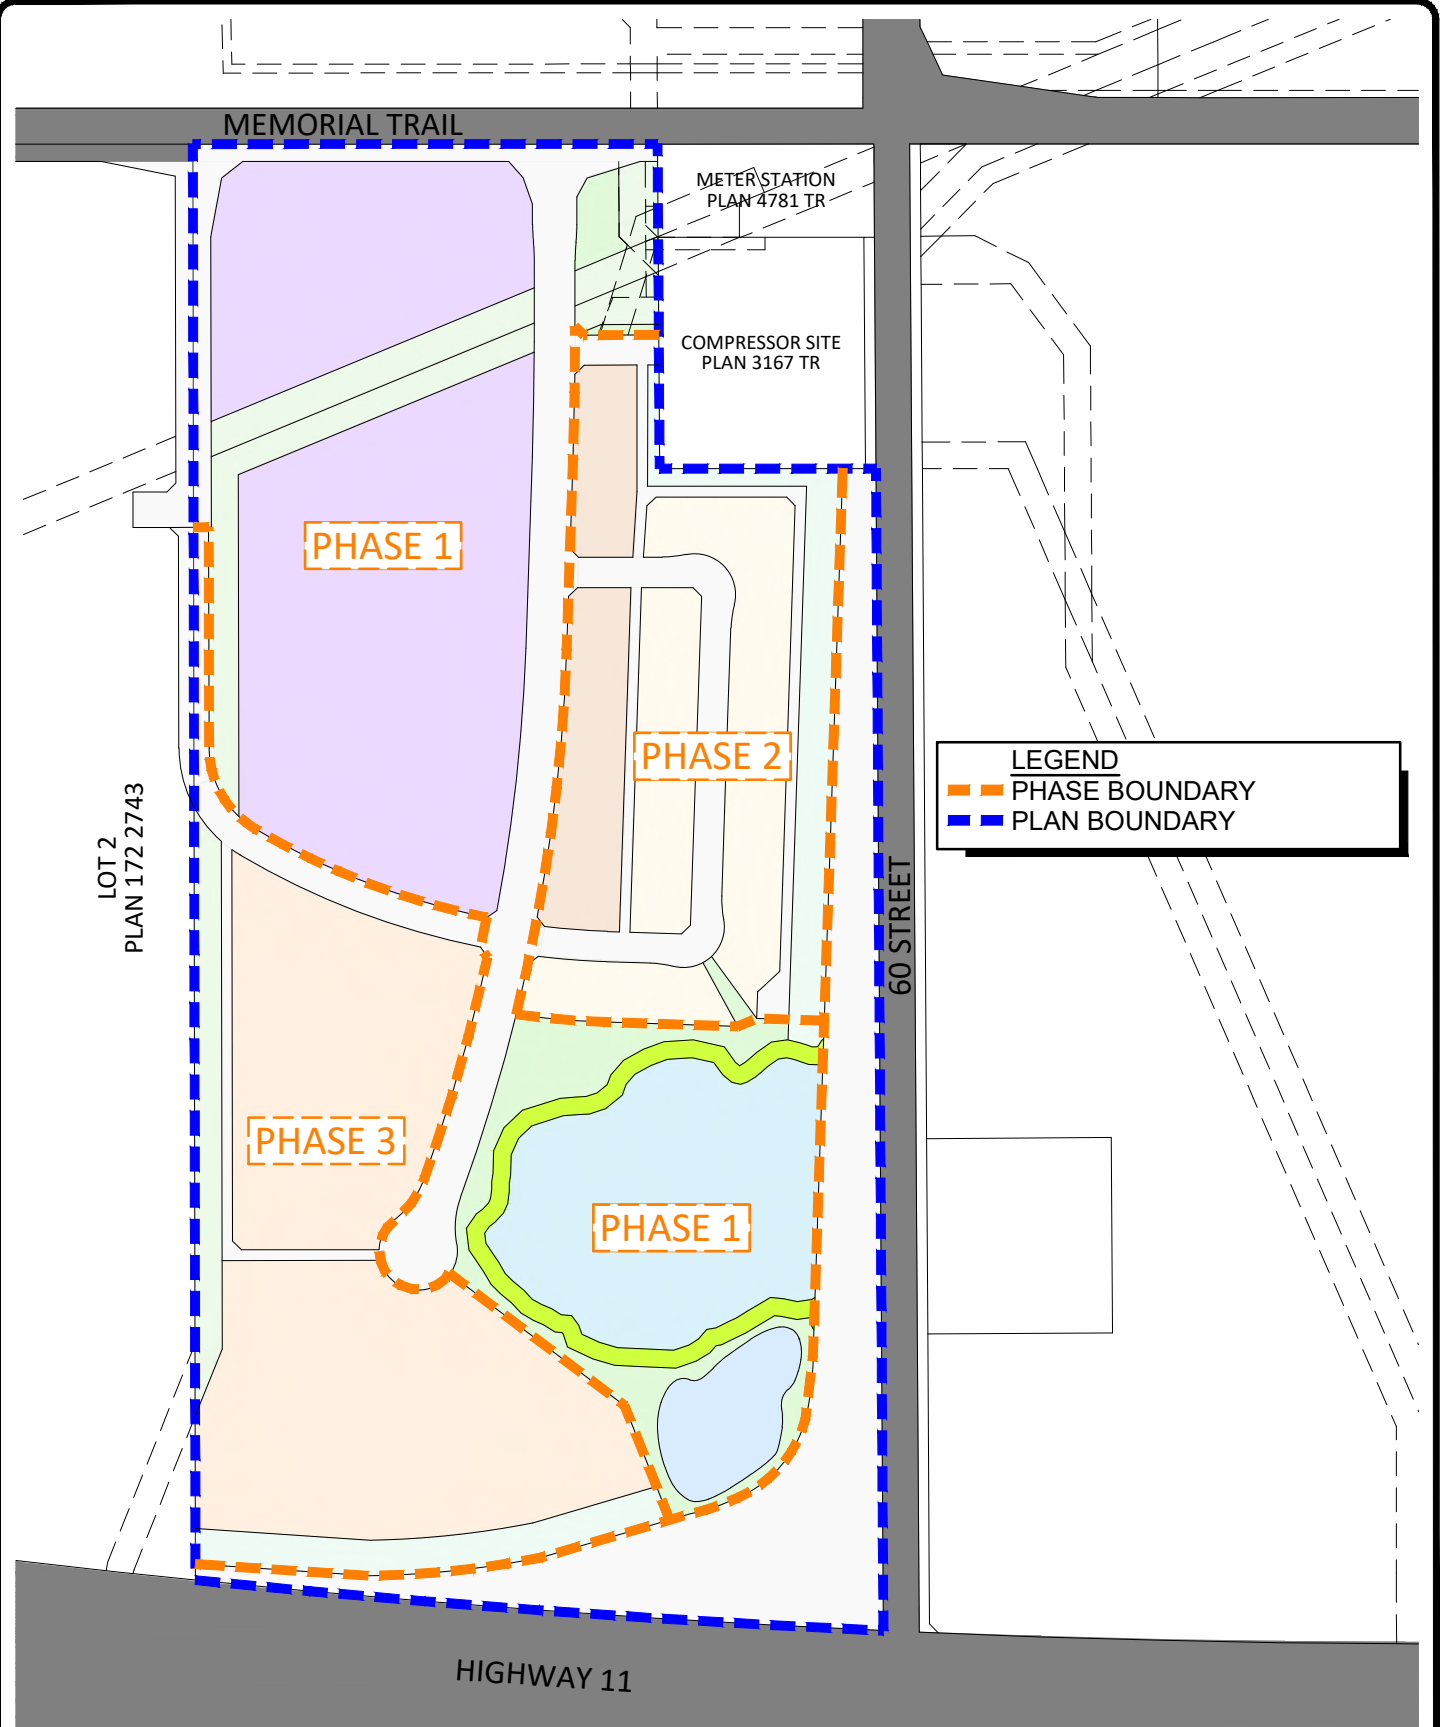 MEMORIAL TRAIL
METER STATION
PLAN 4781 TR
COMPRESSOR SITE
PLAN 3167 TR
PHASE 1
PHASE 2
LEGEND
PHASE BOUNDARY
PLAN BOUNDARY
LOT 2
PLAN 172 2743
60 STREET
PHASE 3
PHASE 1
HIGHWAY 11